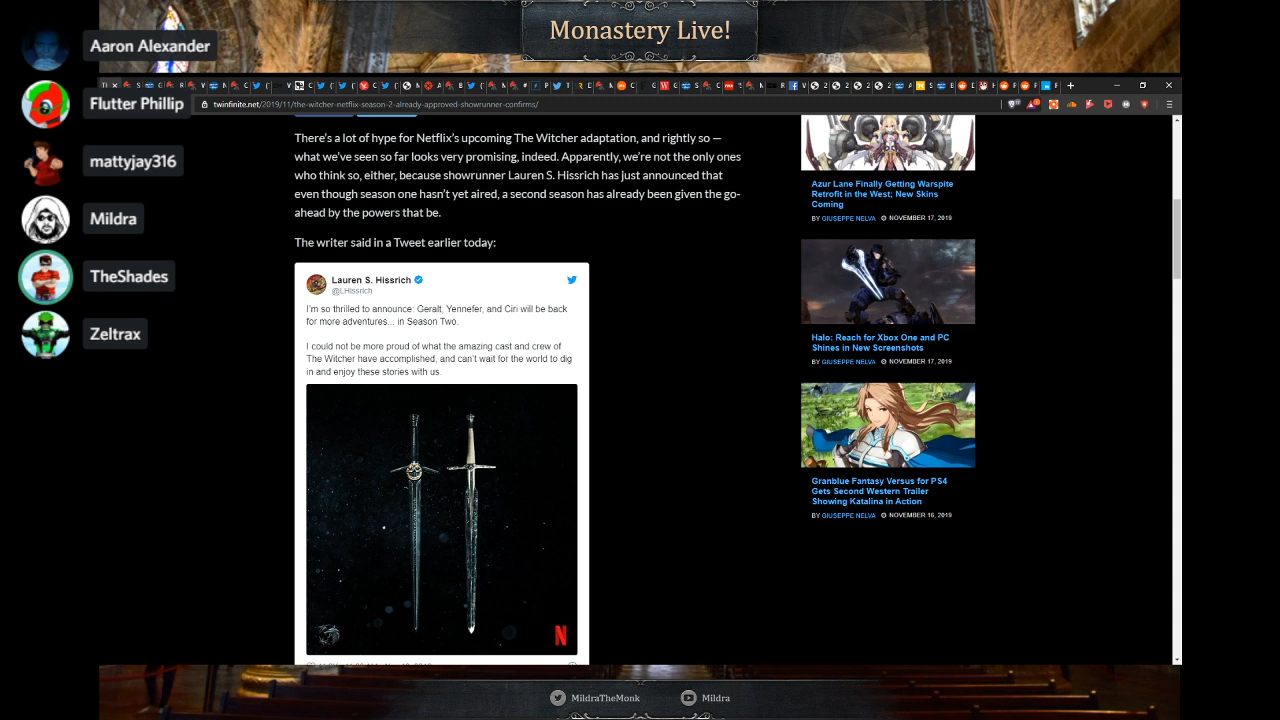 Monastery Live!
Aaron Alexander
Flutter Phillip
mattyjay316
Mildra
TheShades
Zeltrax
twinfinite.net/2019/11/the-witcher-netflix-season-2-already-approved-showrunner-confirms/
There's a lot of hype for Netflix's upcoming The Witcher adaptation, and rightly so —
what we've seen so far looks very promising, indeed. Apparently, we're not the only ones
who think so, either, because showrunner Lauren S. Hissrich has just announced that
even though season one hasn't yet aired, a second season has already been given the go-
ahead by the powers that be.
The writer said in a Tweet earlier today:
Lauren S. Hissrich
@LHissrich
I'm so thrilled to announce: Geralt, Yennefer, and Ciri will be back
for more adventures... in Season Two.
I could not be more proud of what the amazing cast and crew of
The Witcher have accomplished, and can't wait for the world to dig
in and enjoy these stories with us.
N
Azur Lane Finally Getting Warspite
Retrofit in the West; New Skins
Coming
BY GIUSEPPE NELVA NOVEMBER 17, 2019
Halo: Reach for Xbox One and PC
Shines in New Screenshots
BY GIUSEPPE NELVA NOVEMBER 17, 2019
Granblue Fantasy Versus for PS4
Gets Second Western Trailer
Showing Katalina in Action
BY GIUSEPPE NELVA NOVEMBER 16, 2019
MildraTheMonk
Mildra